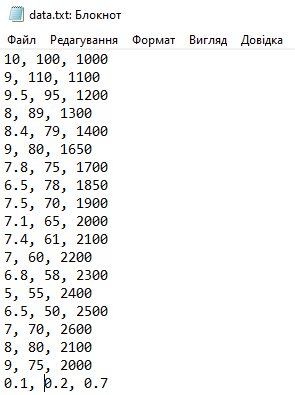 data.txt: Блокнот
Файл Редагування Формат Вигляд Довідка
10, 100, 1000
9, 110, 1100
9.5, 95, 1200
8, 89, 1300
8.4, 79, 1400
9, 80, 1650
7.8, 75, 1700
6.5, 78, 1850
7.5, 70, 1900
7.1, 65, 2000
7.4, 61, 2100
7, 60, 2200
6.8, 58, 2300
5, 55, 2400
6.5, 50, 2500
7, 70, 2600
8, 80, 2100
9, 75, 2000
0.1, 0.2, 0.7